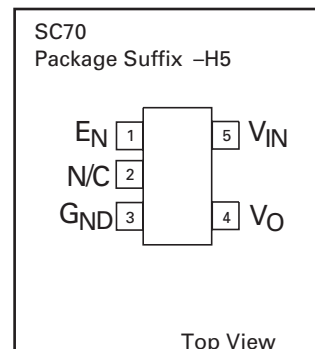 SC70
Package Suffix –H5
EN 1 5 VIN
N/C 2
GND 3 4 VO
Top View